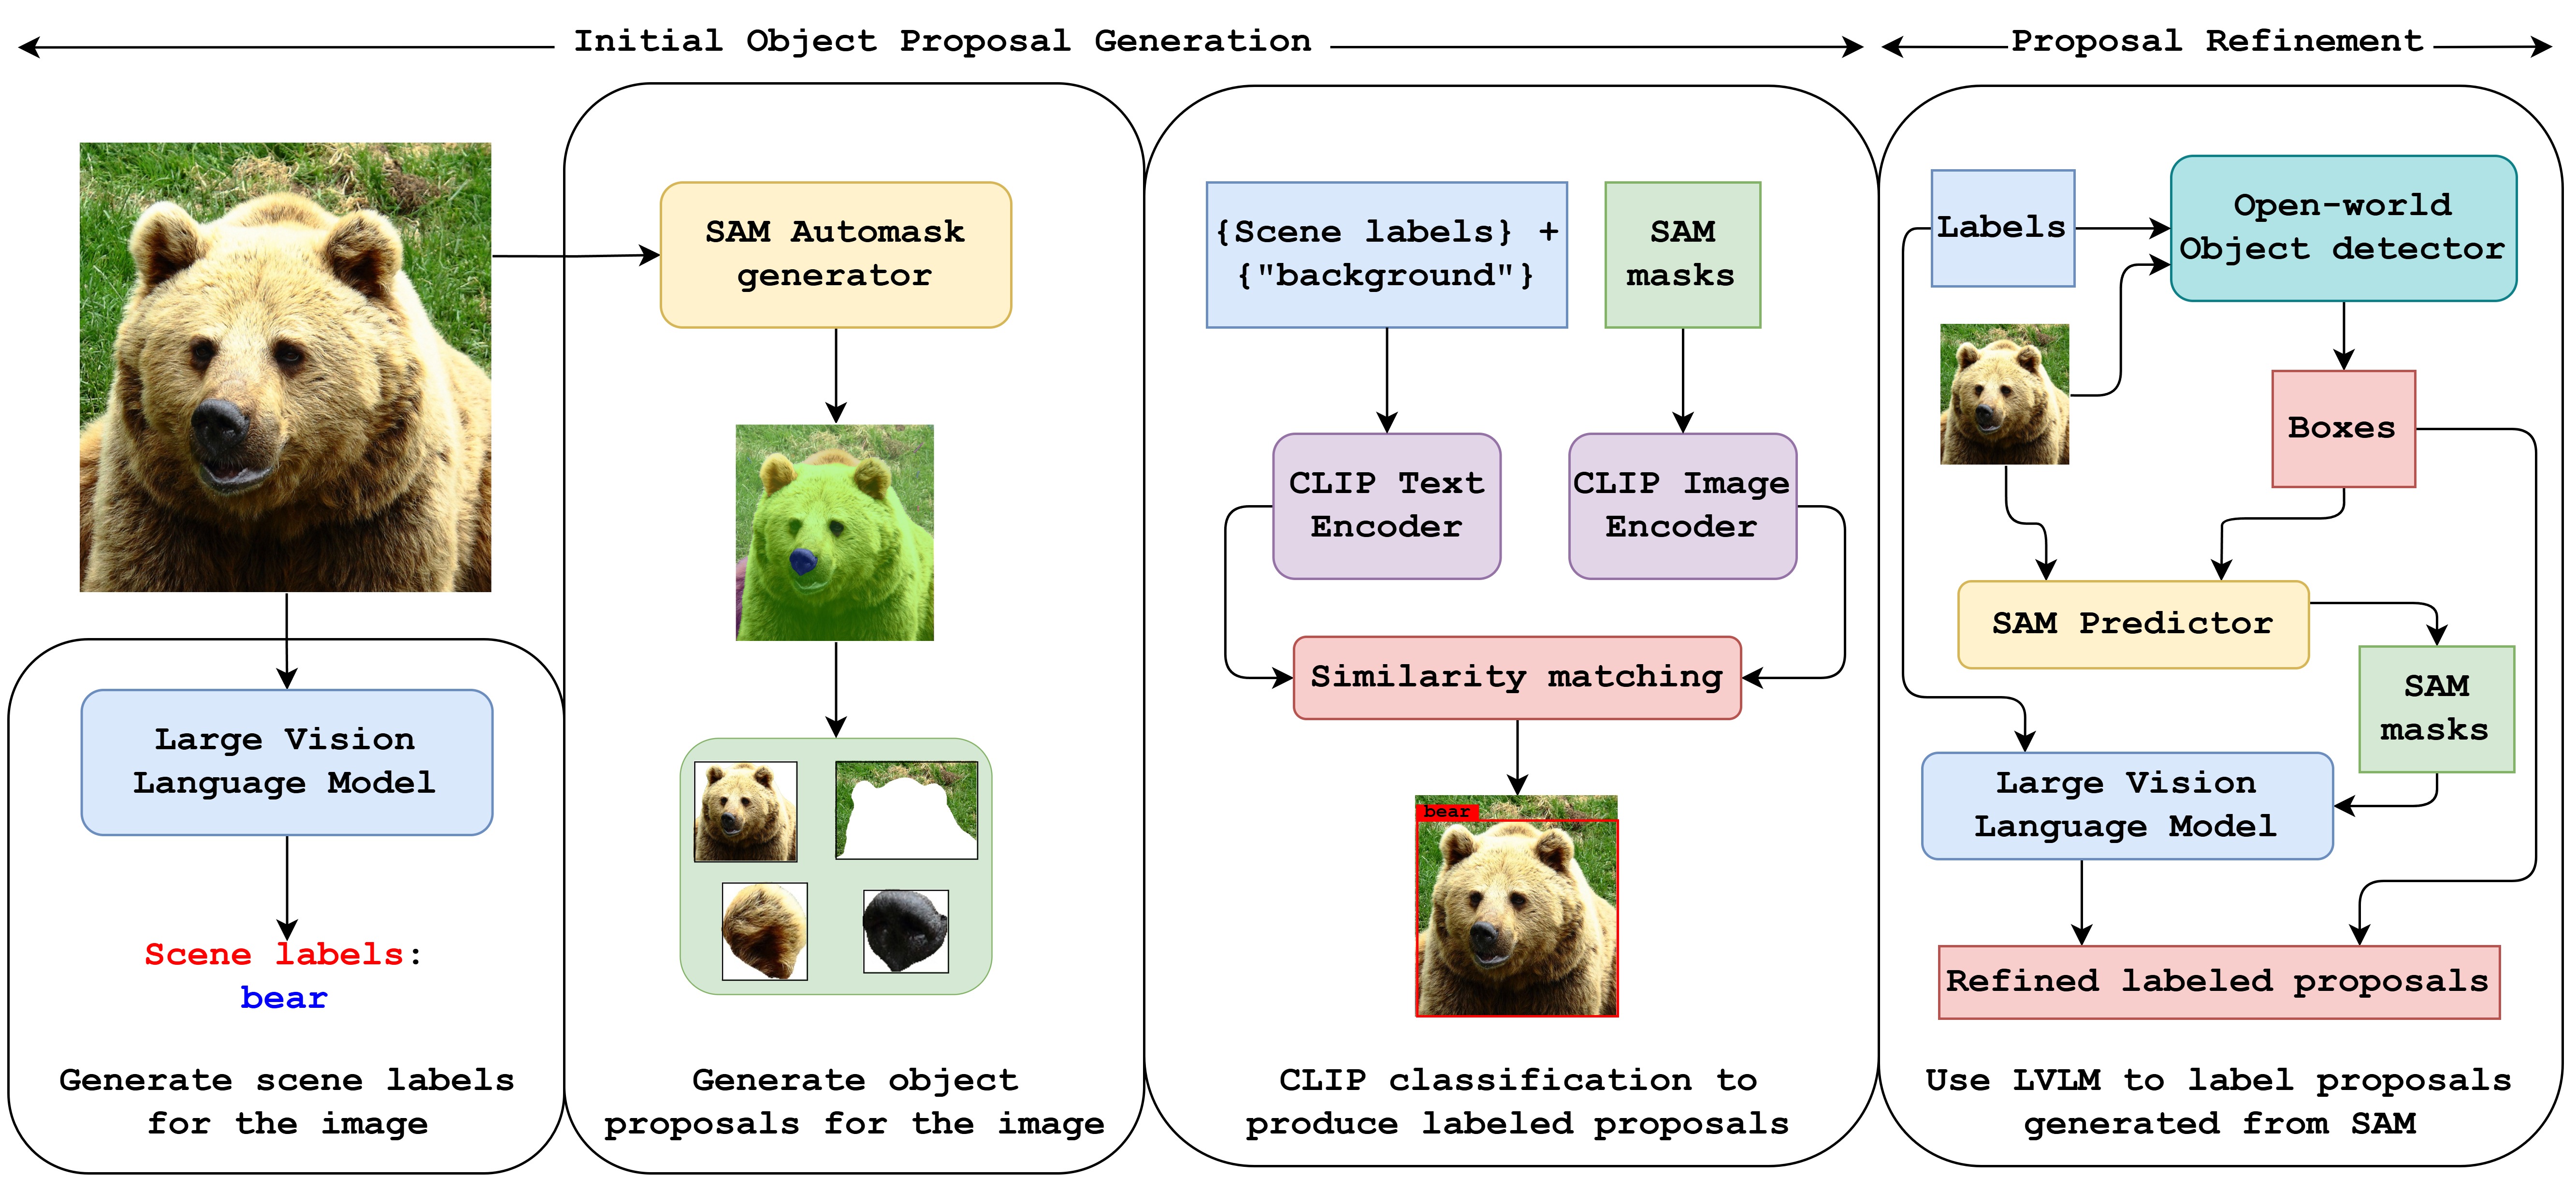 Initial Object Proposal Generation
Proposal Refinement
Large Vision
Language Model
Scene labels:
bear
Generate scene labels
for the image
SAM Automask
generator
Generate object
proposals for the image
{Scene labels} +
{"background"}
SAM
masks
CLIP Text
Encoder
CLIP Image
Encoder
Similarity matching
bear
CLIP classification to
produce labeled proposals
Labels
Open-world
Object detector
Boxes
SAM Predictor
SAM
masks
Large Vision
Language Model
Refined labeled proposals
Use LVLM to label proposals
generated from SAM